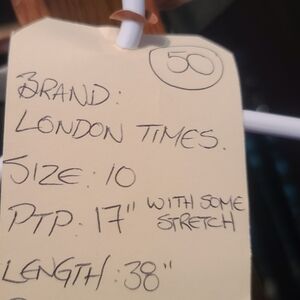 50
BRAND:
LONDON TIMES.
SIZE: 10
PTP: 17" WITH SOME STRETCH
LENGTH: 38"